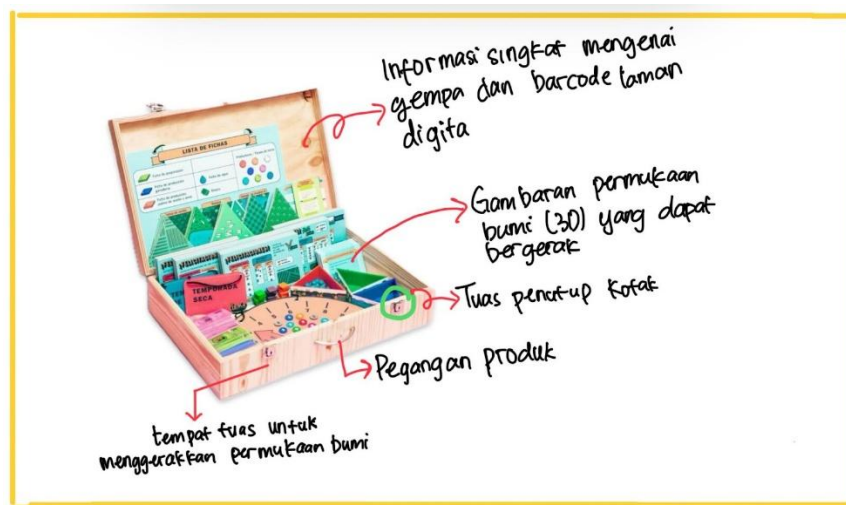 Informasi singkat mengenai
gempa dan barcode laman
digita
LISTA DE FICHAS
Gambaran permukaan
bumi (3D) yang dapat
bergerak
TEMPORADA
SECA
Tuas penutup kotak
Pegangan produk
tempat tuas untuk
menggerakkan permukaan bumi